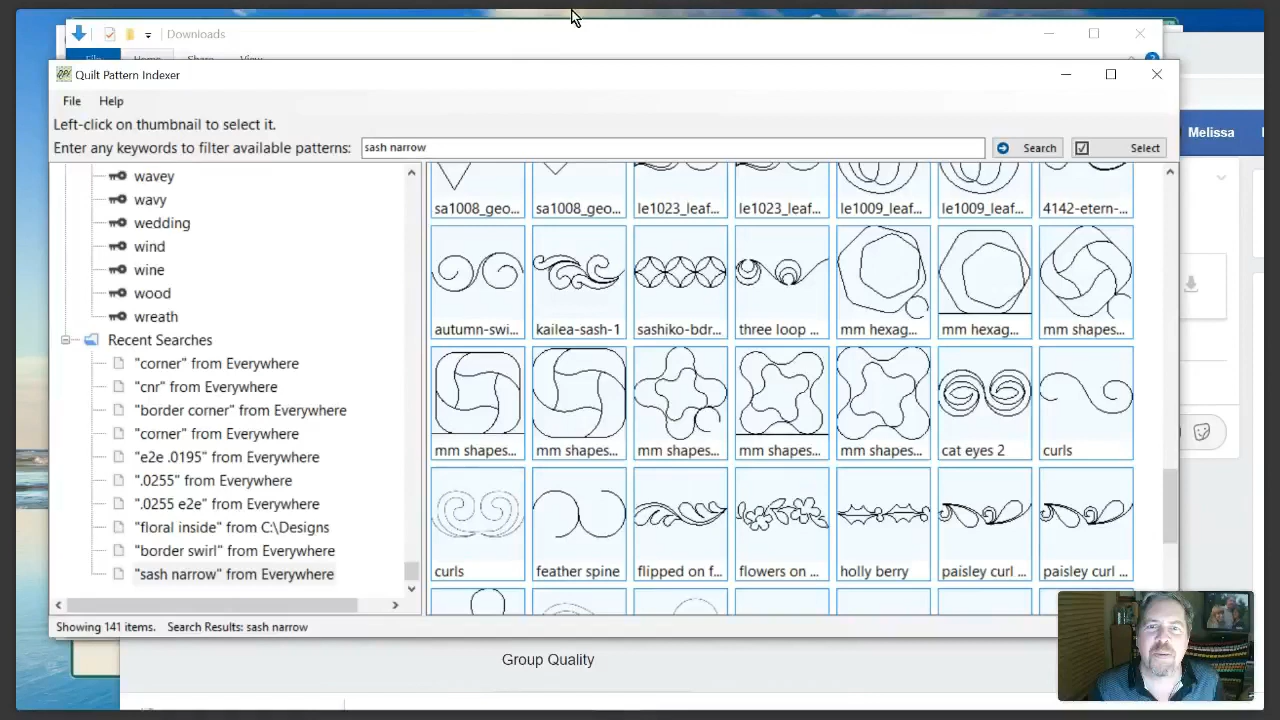 Downloads
File Home Share View
Quilt Pattern Indexer
Melissa
File Help
Left-click on thumbnail to select it.
Enter any keywords to filter available patterns: sash narrow Search Select
wavey
wavy
wedding
wind
wine
wood
wreath
Recent Searches
"corner" from Everywhere
"cnr" from Everywhere
"border corner" from Everywhere
"corner" from Everywhere
"e2e .0195" from Everywhere
".0255" from Everywhere
".0255 e2e" from Everywhere
"floral inside" from C:\Designs
"border swirl" from Everywhere
"sash narrow" from Everywhere
sa1008_geo... sa1008_geo... le1023_leaf... le1023_leaf... le1009_leaf... le1009_leaf... 4142-etern-...
autumn-swi... kailea-sash-1 sashiko-bdr... three loop ... mm hexag... mm hexag... mm shapes...
mm shapes... mm shapes... mm shapes... mm shapes... mm shapes... cat eyes 2 curls
curls feather spine flipped on f... flowers on ... holly berry paisley curl ... paisley curl ...
Showing 141 items. Search Results: sash narrow
Group Quality